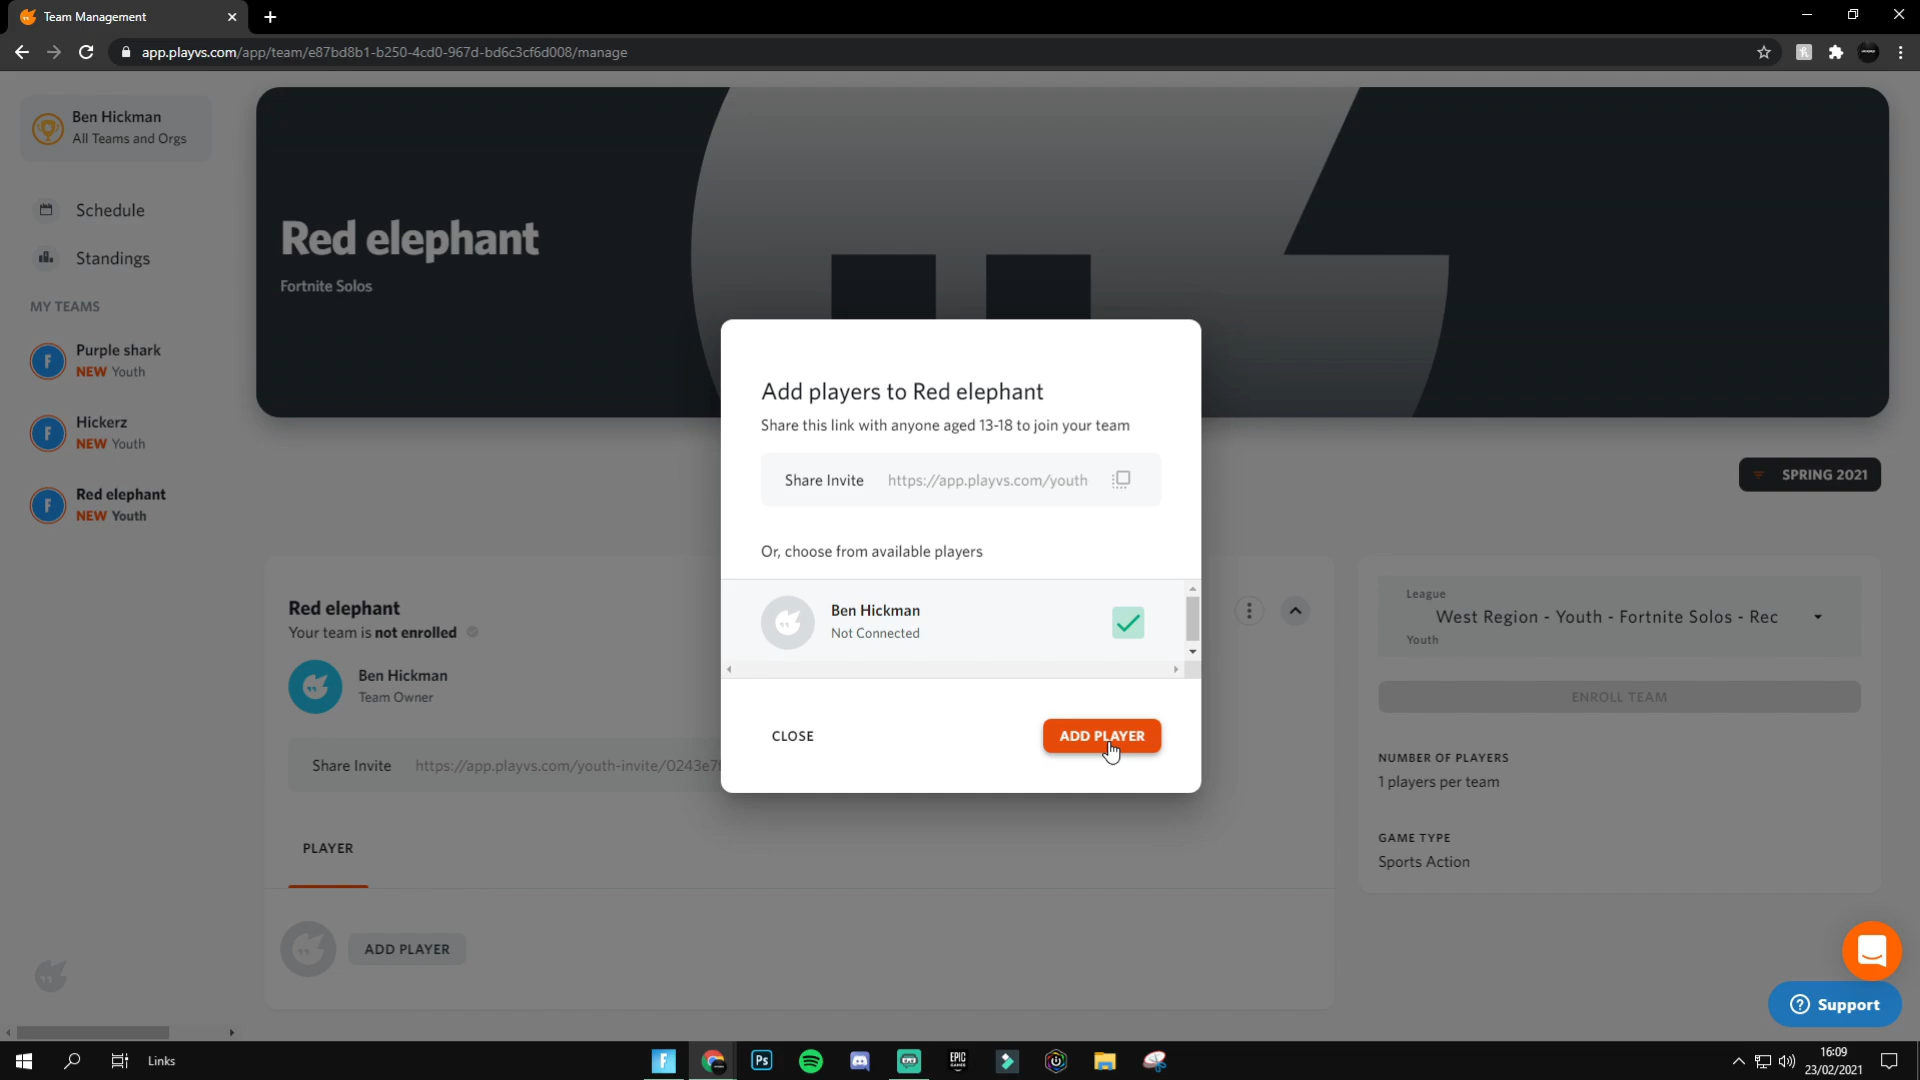 Team Management
app.playvs.com/app/team/e87bd8b1-b250-4cd0-967d-bd6c3cf6d008/manage
Ben Hickman
All Teams and Orgs
Schedule
Standings
MY TEAMS
F
Purple shark
NEW Youth
F
Hickerz
NEW Youth
F
Red elephant
NEW Youth
Red elephant
Fortnite Solos
SPRING 2021
Add players to Red elephant
Share this link with anyone aged 13-18 to join your team
Share Invite https://app.playvs.com/youth
Or, choose from available players
Ben Hickman
Not Connected
CLOSE
ADD PLAYER
Red elephant
Your team is not enrolled
Ben Hickman
Team Owner
Share Invite https://app.playvs.com/youth-invite/0243e7
PLAYER
ADD PLAYER
League
West Region - Youth - Fortnite Solos - Rec
Youth
ENROLL TEAM
NUMBER OF PLAYERS
1 players per team
GAME TYPE
Sports Action
Support
Links
F
Ps
EPIC
GAMES
16:09
23/02/2021